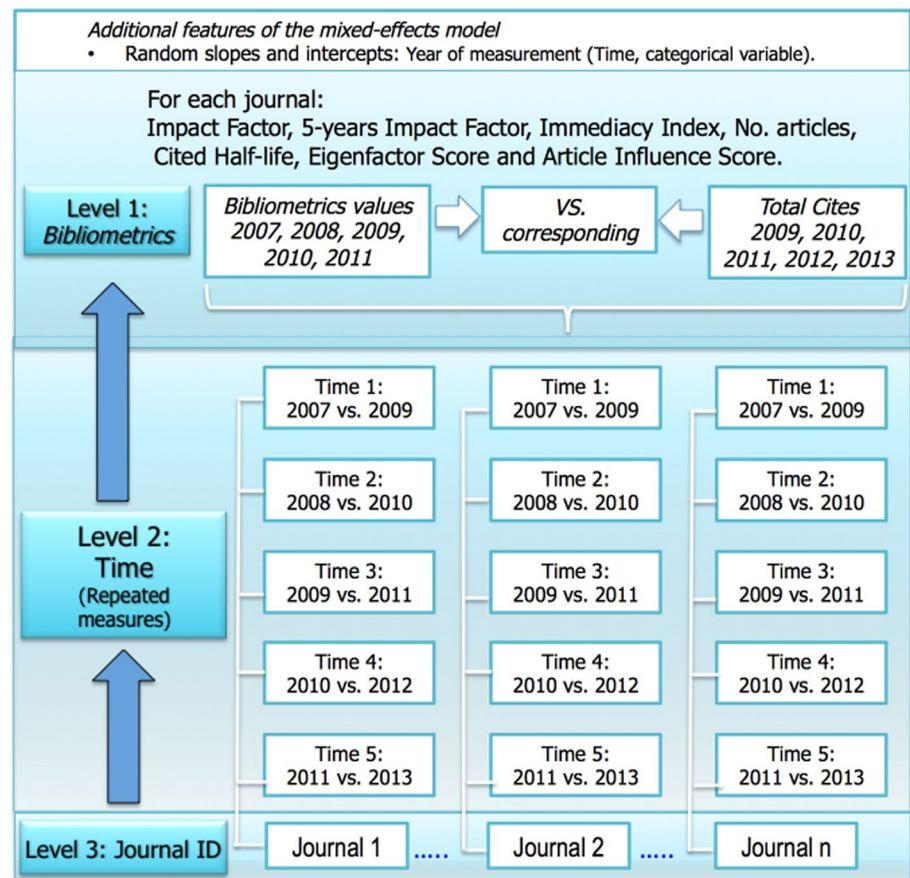 Additional features of the mixed-effects model
• Random slopes and intercepts: Year of measurement (Time, categorical variable).
For each journal:
Impact Factor, 5-years Impact Factor, Immediacy Index, No. articles,
Cited Half-life, Eigenfactor Score and Article Influence Score.
Level 1:
Bibliometrics
Bibliometrics values
2007, 2008, 2009,
2010, 2011
VS.
corresponding
Total Cites
2009, 2010,
2011, 2012, 2013
Level 2:
Time
(Repeated
measures)
Time 1:
2007 vs. 2009
Time 2:
2008 vs. 2010
Time 3:
2009 vs. 2011
Time 4:
2010 vs. 2012
Time 5:
2011 vs. 2013
Time 1:
2007 vs. 2009
Time 2:
2008 vs. 2010
Time 3:
2009 vs. 2011
Time 4:
2010 vs. 2012
Time 5:
2011 vs. 2013
Time 1:
2007 vs. 2009
Time 2:
2008 vs. 2010
Time 3:
2009 vs. 2011
Time 4:
2010 vs. 2012
Time 5:
2011 vs. 2013
Level 3: Journal ID
Journal 1 ..... Journal 2 ..... Journal n